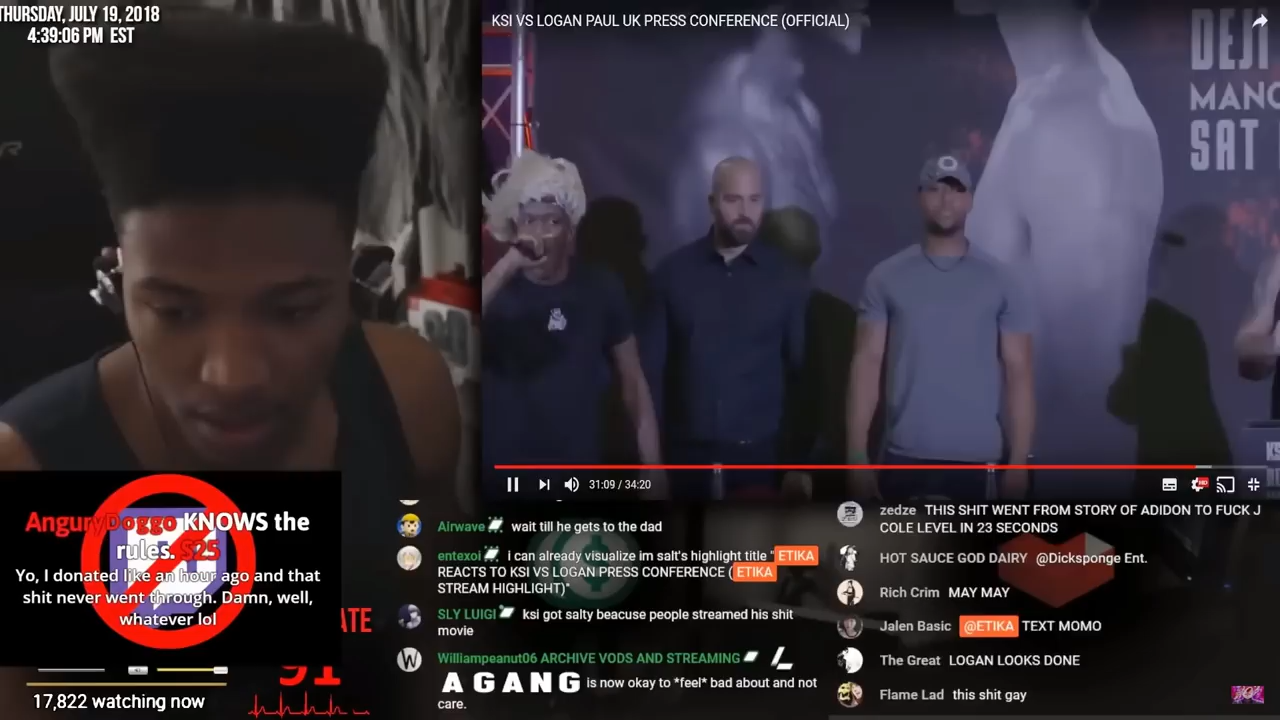 THURSDAY, JULY 19, 2018
4:39:06 PM EST
KSI VS LOGAN PAUL UK PRESS CONFERENCE (OFFICIAL)
DEJI
SAT
31:09 / 34:20
HD
AnguryDoggo KNOWS the
rules. $25
Yo, I donated like an hour ago and that
shit never went through. Damn, well,
whatever lol
91
17,822 watching now
Airwave wait till he gets to the dad
entexoi i can already visualize im salt's highlight title "ETIKA
REACTS TO KSI VS LOGAN PRESS CONFERENCE (ETIKA
STREAM HIGHLIGHT)"
SLY LUIGI ksi got salty beacuse people streamed his shit
movie
Williampeanut06 ARCHIVE VODS AND STREAMING
A G A N G is now okay to *feel* bad about and not
care.
zedze THIS SHIT WENT FROM STORY OF ADIDON TO FUCK J
COLE LEVEL IN 23 SECONDS
HOT SAUCE GOD DAIRY @Dicksponge Ent.
Rich Crim MAY MAY
Jalen Basic @ETIKA TEXT MOMO
The Great LOGAN LOOKS DONE
Flame Lad this shit gay